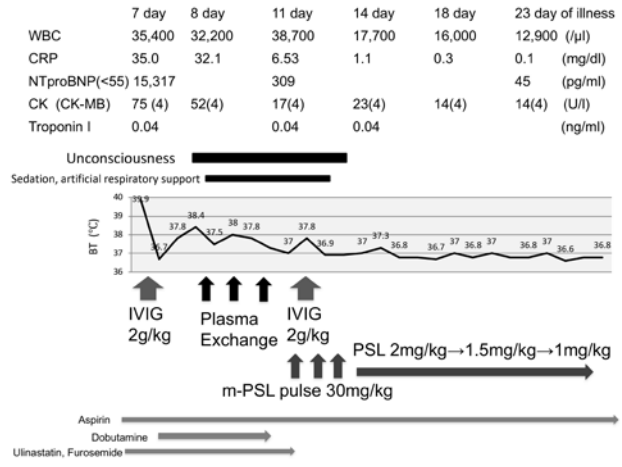 7 day 8 day 11 day 14 day 18 day 23 day of illness
WBC 35,400 32,200 38,700 17,700 16,000 12,900 (/µl)
CRP 35.0 32.1 6.53 1.1 0.3 0.1 (mg/dl)
NTproBNP(<55) 15,317 309 45 (pg/ml)
CK (CK-MB) 75 (4) 52(4) 17(4) 23(4) 14(4) 14(4) (U/l)
Troponin I 0.04 0.04 0.04 (ng/ml)
Unconsciousness
Sedation, artificial respiratory support
BT (°C)
40
39
38
37
36
39.9 36.7 37.8 38.4 37.5 38 37.8 37 37.8 36.9 37 37.3 36.8 36.7 37 36.8 37 36.8 37 36.6 36.8
IVIG
2g/kg
Plasma
Exchange
IVIG
2g/kg
m-PSL pulse 30mg/kg
PSL 2mg/kg→1.5mg/kg→1mg/kg
Aspirin
Dobutamine
Ulinastatin, Furosemide